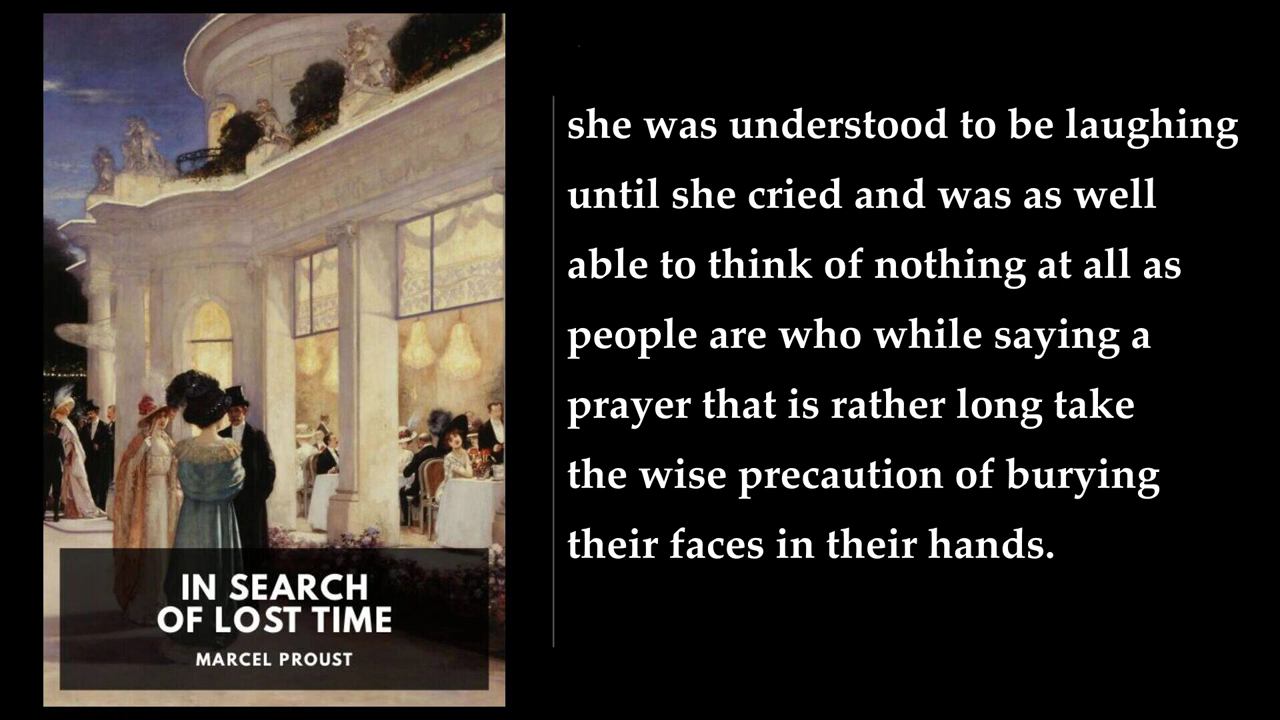 she was understood to be laughing
until she cried and was as well
able to think of nothing at all as
people are who while saying a
prayer that is rather long take
the wise precaution of burying
their faces in their hands.
IN SEARCH
OF LOST TIME
MARCEL PROUST